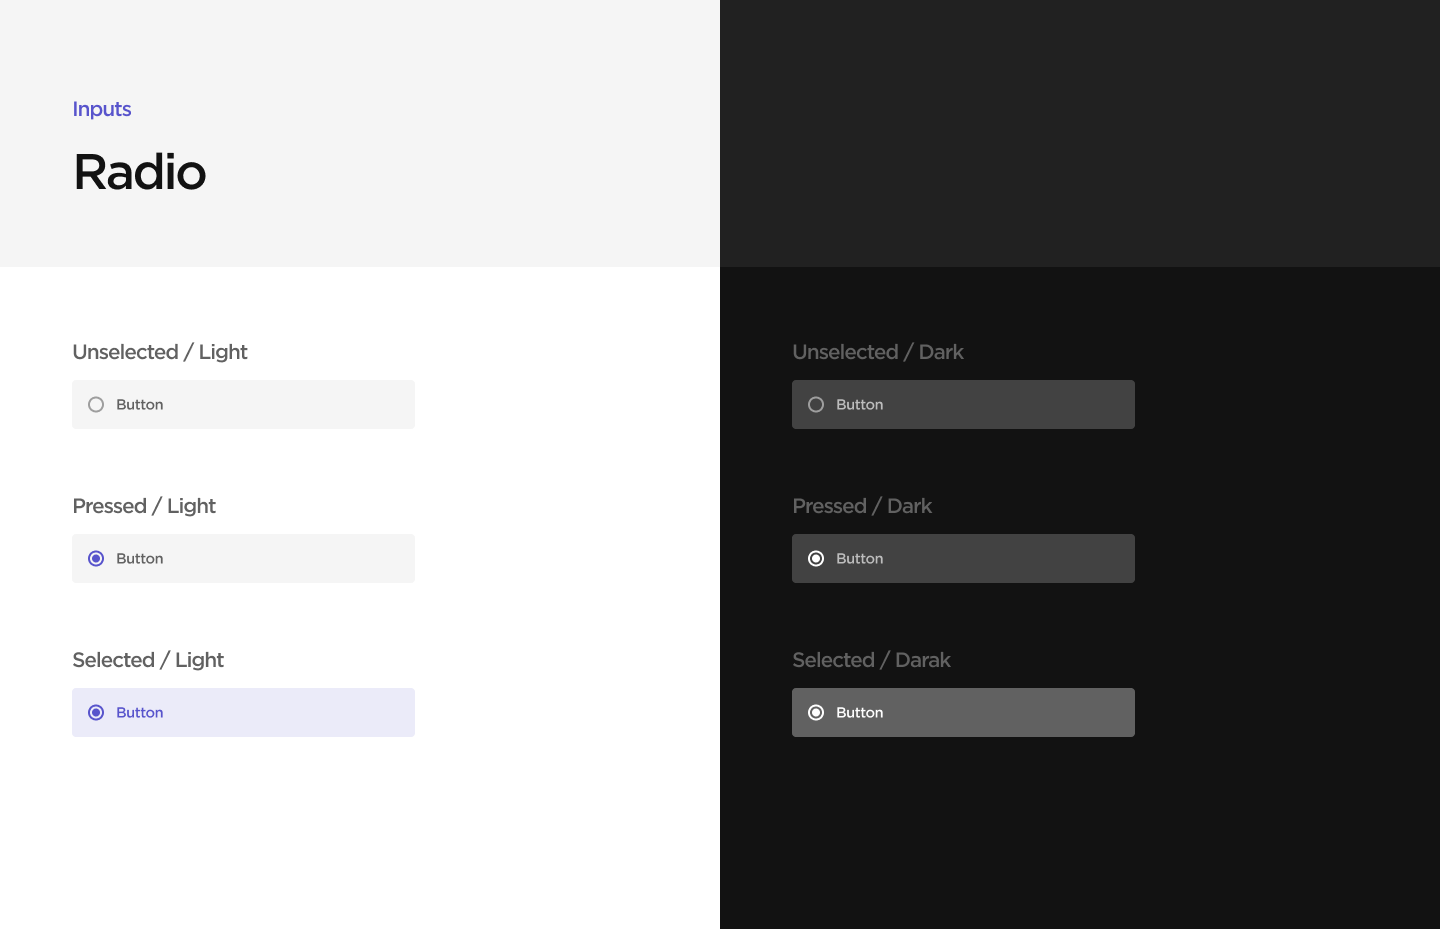 Inputs
Radio
Unselected / Light
Button
Pressed / Light
Button
Selected / Light
Button
Unselected / Dark
Button
Pressed / Dark
Button
Selected / Darak
Button